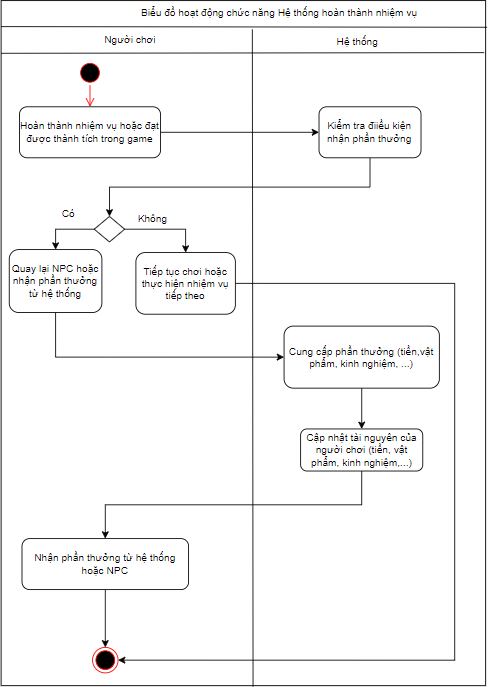 Biểu đồ hoạt động chức năng Hệ thống hoàn thành nhiệm vụ
Người chơi
Hệ thống
Hoàn thành nhiệm vụ hoặc đạt
được thành tích trong game
Kiểm tra điiều kiện
nhận phần thưởng
Có
Không
Quay lại NPC hoặc
nhận phần thưởng
từ hệ thống
Tiếp tục chơi hoặc
thực hiện nhiệm vụ
tiếp theo
Cung cấp phần thưởng (tiền,vật
phẩm, kinh nghiệm, ...)
Cập nhật tài nguyên của
người chơi (tiền, vật
phẩm, kinh nghiệm,...)
Nhận phần thưởng từ hệ thống
hoặc NPC